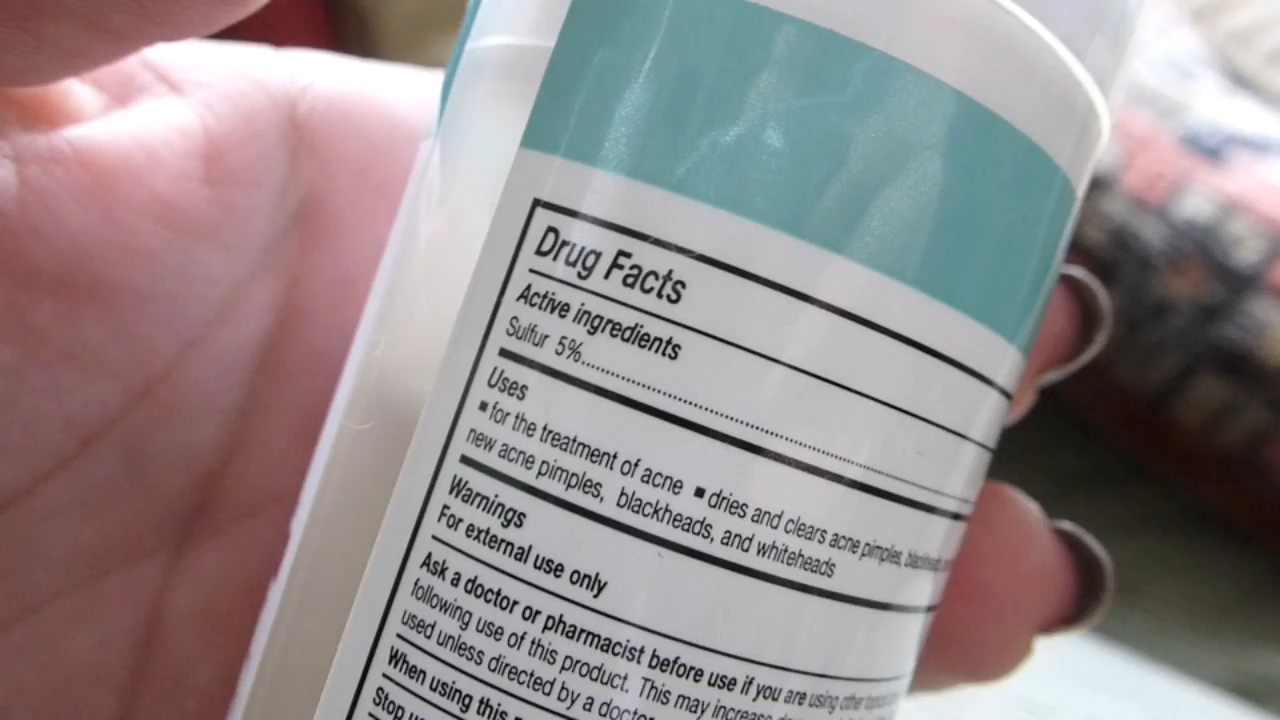 Drug Facts
Active ingredients
Sulfur 5%
Uses
▪ for the treatment of acne ▪ dries and clears acne pimples,
new acne pimples, blackheads, and whiteheads
Warnings
For external use only
Ask a doctor or pharmacist before use if you are using other
following use of this product. This may increase
used unless directed by a doctor
When using this
Stop